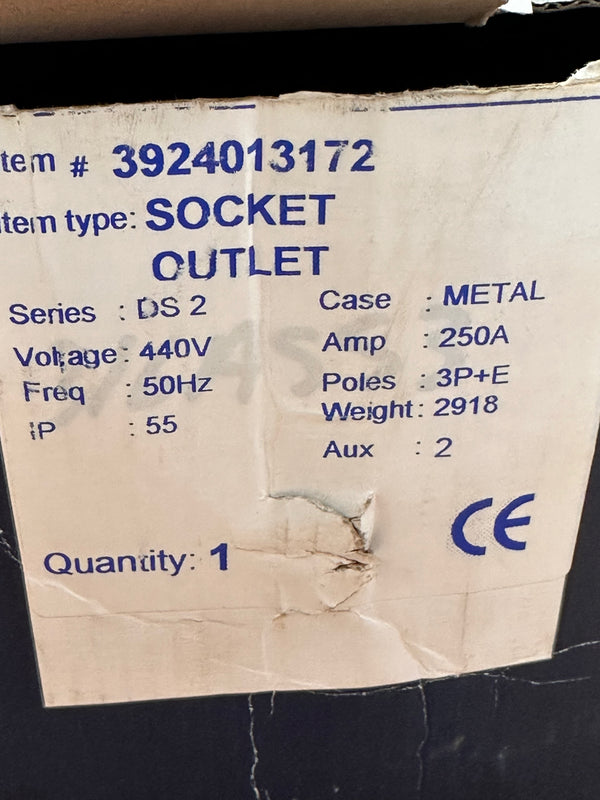 tem # 3924013172
tem type: SOCKET
OUTLET
Series : DS 2
Voltage : 440V
Freq : 50Hz
IP : 55
Case : METAL
Amp : 250A
Poles : 3P+E
Weight : 2918
Aux : 2
Quantity: 1
CE